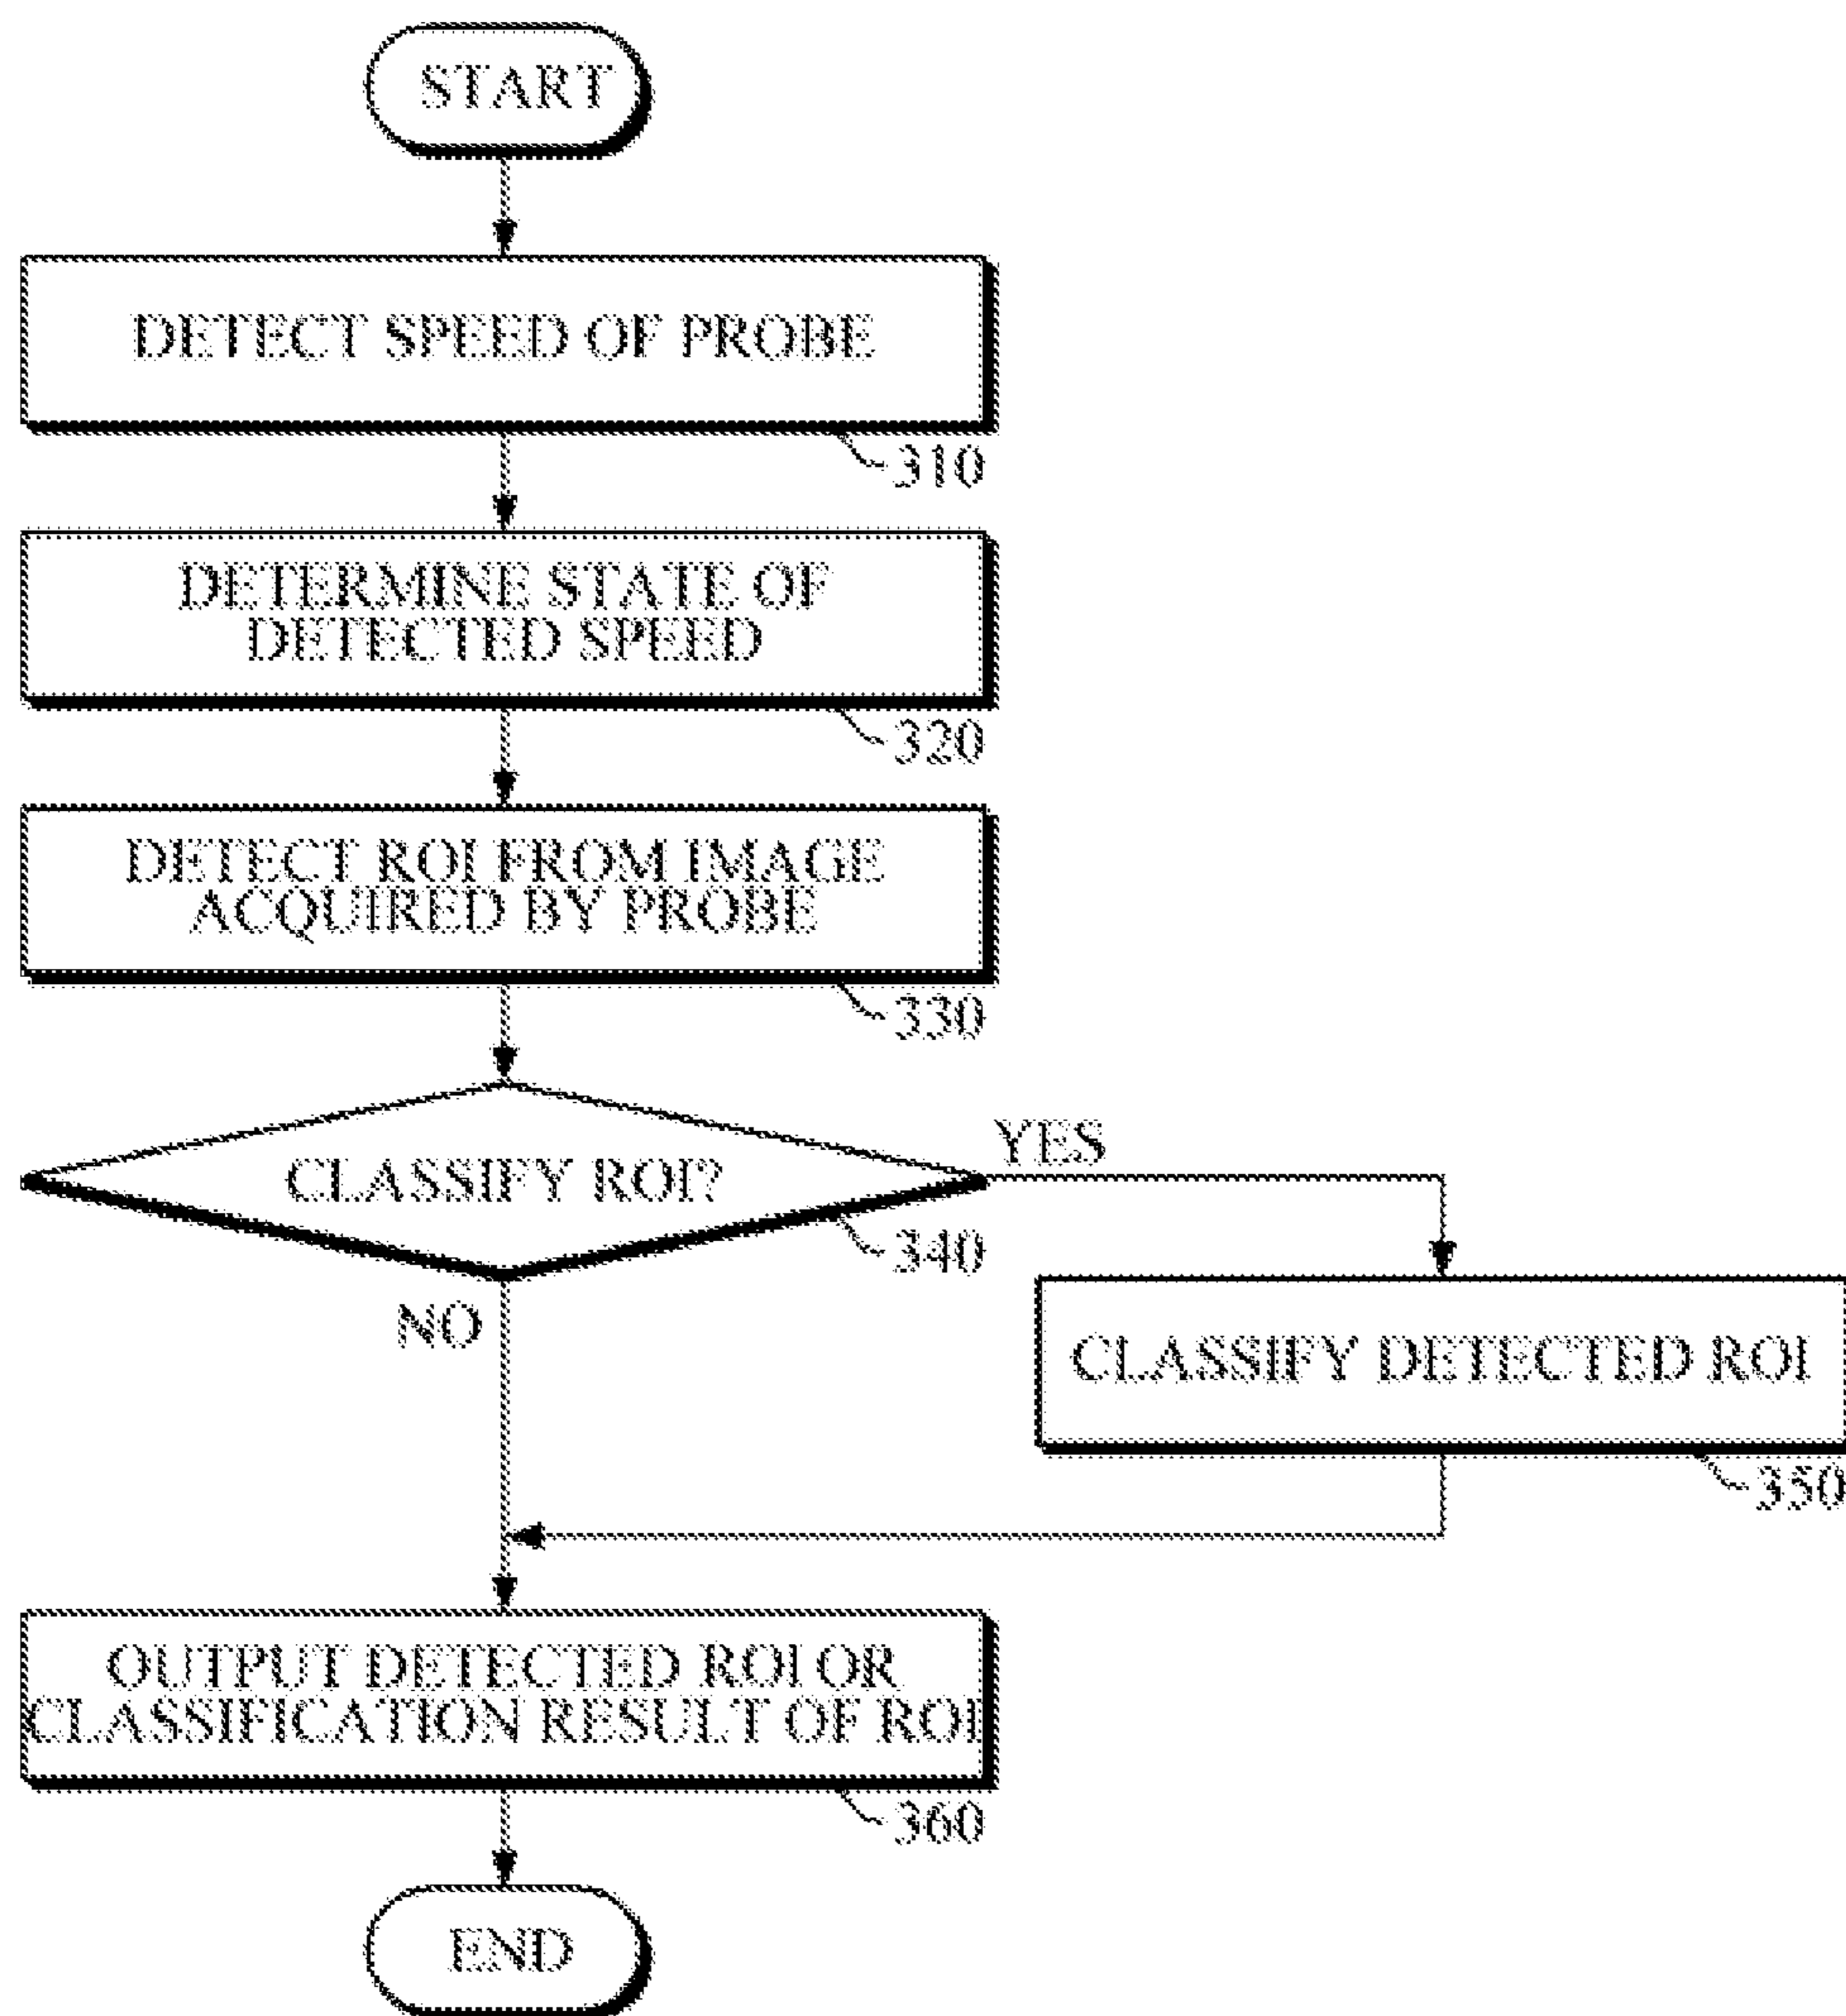 START
DETECT SPEED OF PROBE
310
DETERMINE STATE OF
DETECTED SPEED
320
DETECT ROI FROM IMAGE
ACQUIRED BY PROBE
330
CLASSIFY ROI?
YES
340
NO
CLASSIFY DETECTED ROI
350
OUTPUT DETECTED ROI OR
CLASSIFICATION RESULT OF ROI
360
END